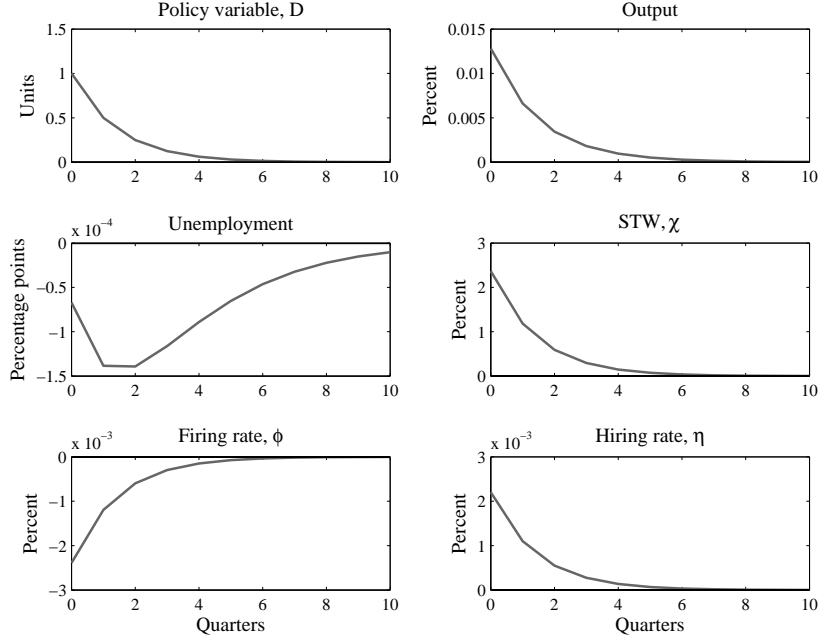 Policy variable, D
Units
1.5
1
0.5
0
0 2 4 6 8 10
Output
Percent
0.015
0.01
0.005
0
0 2 4 6 8 10
Unemployment
x 10⁻⁴
Percentage points
0
−0.5
−1
−1.5
0 2 4 6 8 10
STW, χ
Percent
3
2
1
0
0 2 4 6 8 10
Firing rate, ϕ
x 10⁻³
Percent
0
−1
−2
−3
0 2 4 6 8 10
Quarters
Hiring rate, η
x 10⁻³
Percent
3
2
1
0
0 2 4 6 8 10
Quarters